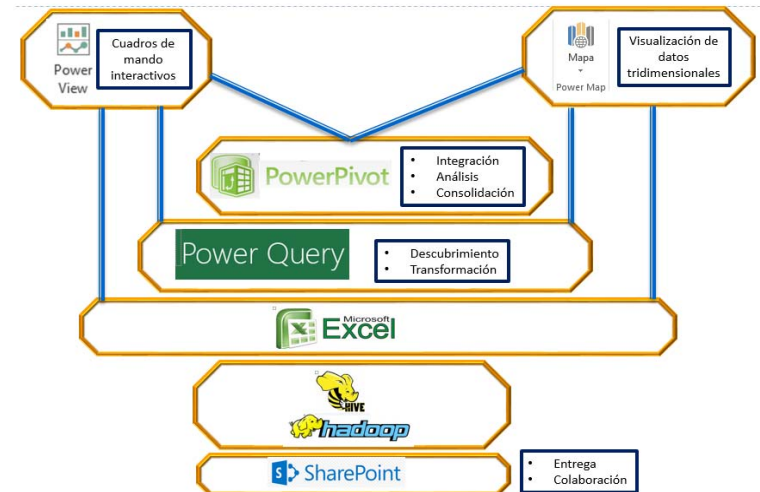 Power
View
Cuadros de
mando
interactivos
Mapa
Power Map
Visualización de
datos
tridimensionales
PowerPivot
• Integración
• Análisis
• Consolidación
Power Query
• Descubrimiento
• Transformación
Microsoft
Excel
HIVE
hadoop
SharePoint
• Entrega
• Colaboración